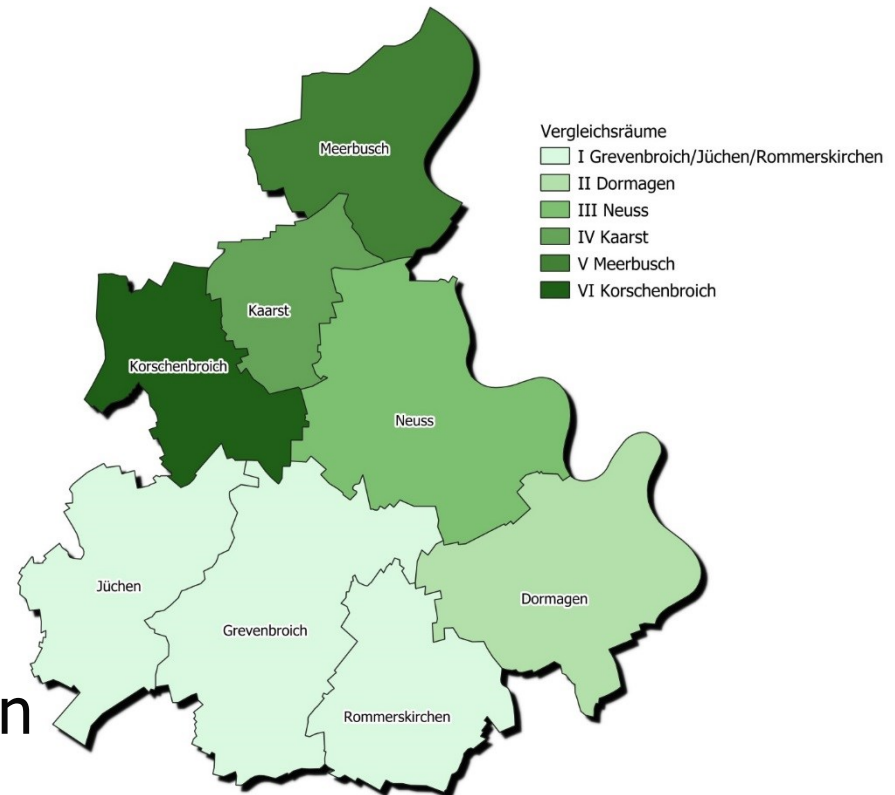 Meerbusch
Vergleichsräume
I Grevenbroich/Jüchen/Rommerskirchen
II Dormagen
III Neuss
IV Kaarst
V Meerbusch
VI Korschenbroich
Kaarst
Korschenbroich
Neuss
Jüchen
Dormagen
Grevenbroich
Rommerskirchen
n